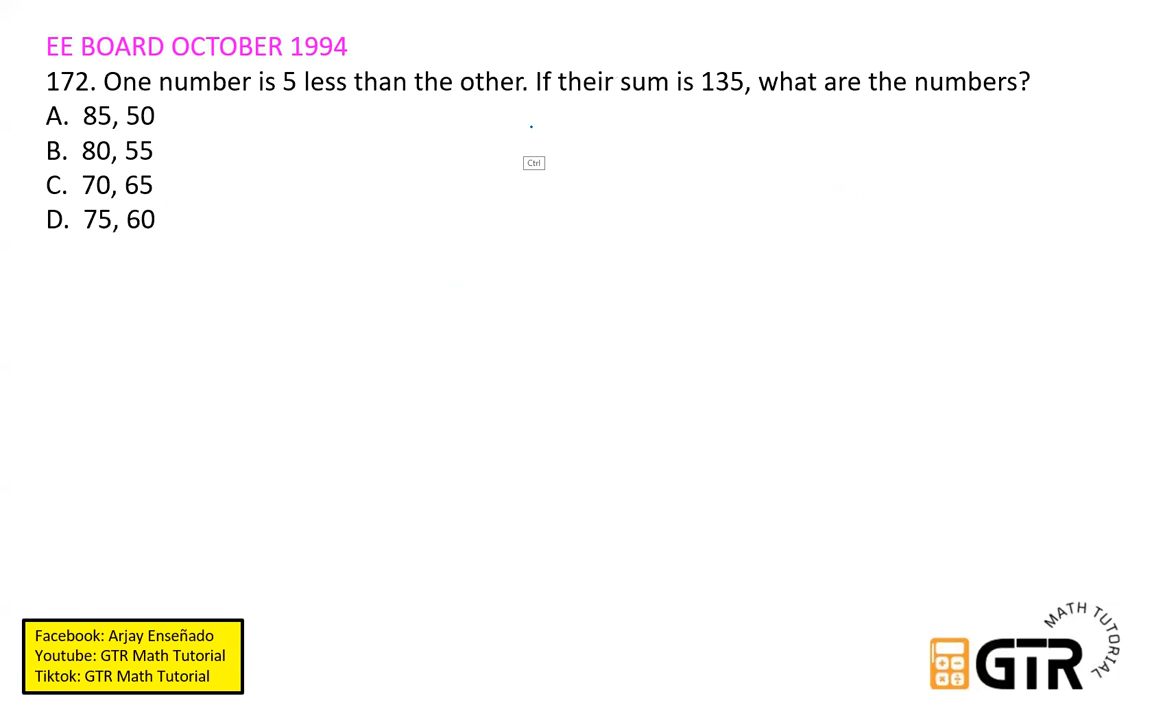 EE BOARD OCTOBER 1994
172. One number is 5 less than the other. If their sum is 135, what are the numbers?
A. 85, 50
B. 80, 55
C. 70, 65
D. 75, 60
Ctrl
Facebook: Arjay Enseñado
Youtube: GTR Math Tutorial
Tiktok: GTR Math Tutorial
MATH TUTORIAL
GTR